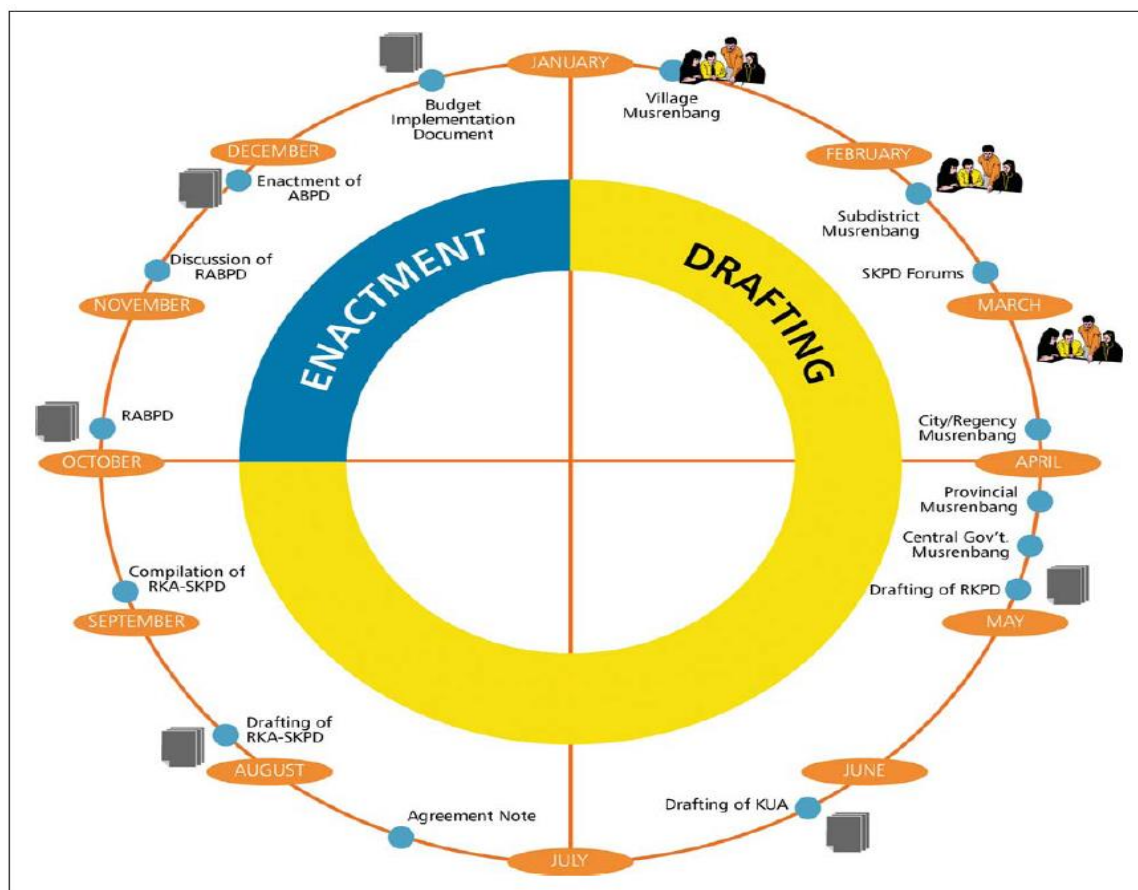 JANUARY
Village
Musrenbang
FEBRUARY
Subdistrict
Musrenbang
SKPD Forums
MARCH
City/Regency
Musrenbang
APRIL
Provincial
Musrenbang
Central Gov't.
Musrenbang
Drafting of RKPD
MAY
JUNE
Drafting of KUA
JULY
Agreement Note
AUGUST
Drafting of
RKA-SKPD
SEPTEMBER
Compilation of
RKA-SKPD
OCTOBER
RABPD
NOVEMBER
Discussion of
RABPD
Enactment of
ABPD
DECEMBER
Budget
Implementation
Document
ENACTMENT
DRAFTING